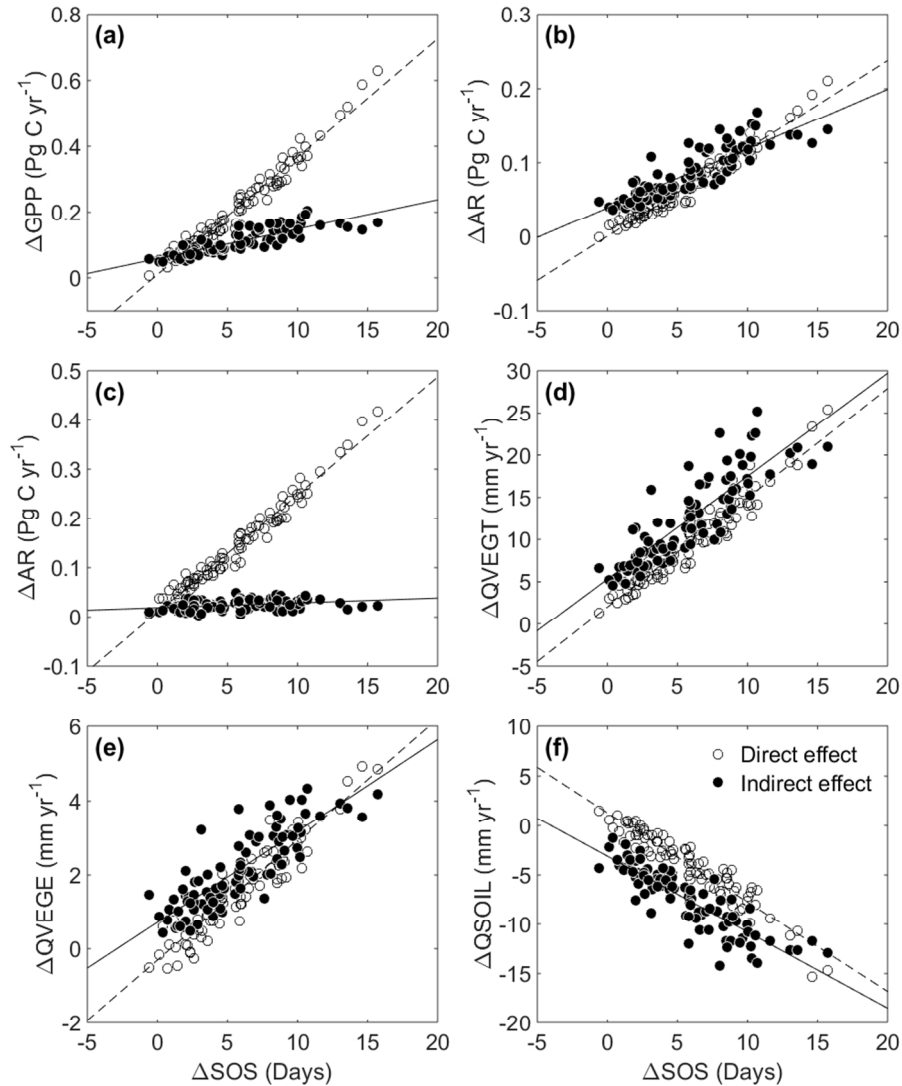 (a)
0.8
0.6
0.4
0.2
0
ΔGPP (Pg C yr⁻¹)
-5 0 5 10 15 20
(b)
0.3
0.2
0.1
0
-0.1
ΔAR (Pg C yr⁻¹)
-5 0 5 10 15 20
(c)
0.5
0.4
0.3
0.2
0.1
0
-0.1
ΔAR (Pg C yr⁻¹)
-5 0 5 10 15 20
(d)
30
25
20
15
10
5
0
-5
ΔQVEGT (mm yr⁻¹)
-5 0 5 10 15 20
(e)
6
4
2
0
-2
ΔQVEGE (mm yr⁻¹)
-5 0 5 10 15 20
ΔSOS (Days)
(f)
Direct effect
Indirect effect
10
5
0
-5
-10
-15
-20
ΔQSOIL (mm yr⁻¹)
-5 0 5 10 15 20
ΔSOS (Days)